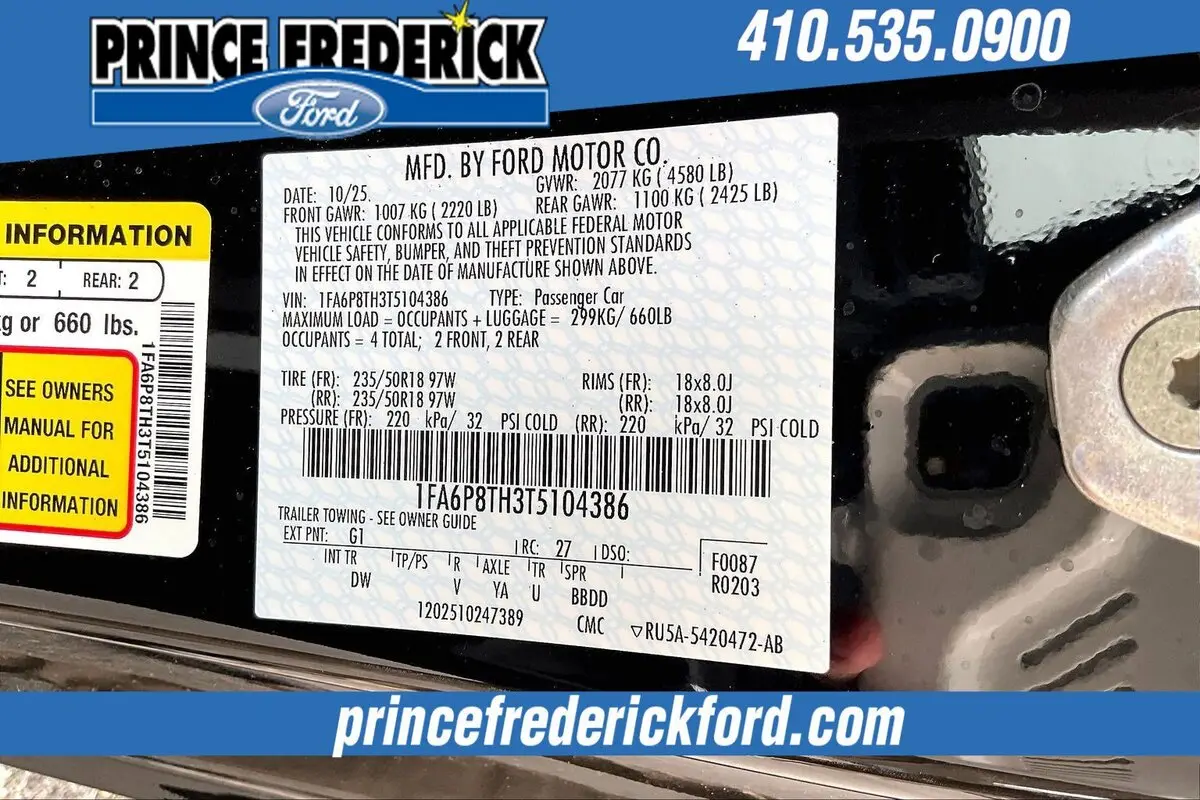 PRINCE FREDERICK
Ford
410.535.0900
INFORMATION
T: 2 REAR: 2
kg or 660 lbs.
SEE OWNERS
MANUAL FOR
ADDITIONAL
INFORMATION
1FA6P8TH3T5104386
MFD. BY FORD MOTOR CO.
DATE: 10/25. GVWR: 2077 KG ( 4580 LB)
FRONT GAWR: 1007 KG ( 2220 LB) REAR GAWR: 1100 KG ( 2425 LB)
THIS VEHICLE CONFORMS TO ALL APPLICABLE FEDERAL MOTOR
VEHICLE SAFETY, BUMPER, AND THEFT PREVENTION STANDARDS
IN EFFECT ON THE DATE OF MANUFACTURE SHOWN ABOVE.
VIN: 1FA6P8TH3T5104386 TYPE: Passenger Car
MAXIMUM LOAD = OCCUPANTS + LUGGAGE = 299KG/ 660LB
OCCUPANTS = 4 TOTAL; 2 FRONT, 2 REAR
TIRE (FR): 235/50R18 97W RIMS (FR): 18x8.0J
(RR): 235/50R18 97W (RR): 18x8.0J
PRESSURE (FR): 220 kPa/ 32 PSI COLD (RR): 220 kPa/ 32 PSI COLD
1FA6P8TH3T5104386
TRAILER TOWING - SEE OWNER GUIDE
EXT PNT: G1 RC: 27 DSO: F0087
INT TR TP/PS R AXLE TR SPR R0203
DW V YA U BBDD
1202510247389 CMC ▽RU5A-5420472-AB
princefrederickford.com